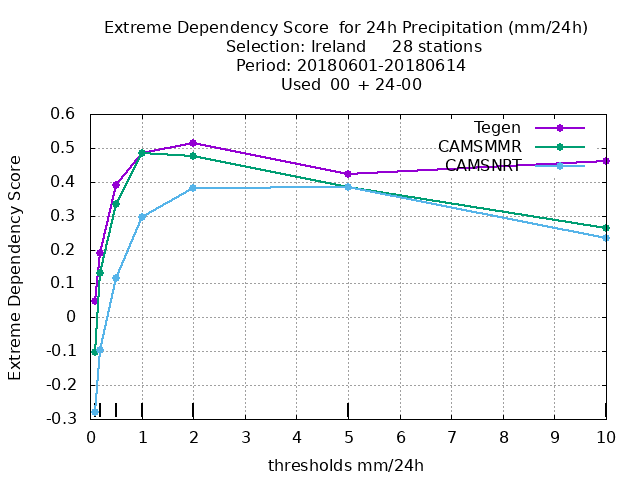 Extreme Dependency Score  for 24h Precipitation (mm/24h)
Selection: Ireland     28 stations
Period: 20180601-20180614
Used  00 + 24-00
Extreme Dependency Score
0.6
0.5
0.4
0.3
0.2
0.1
0
-0.1
-0.2
-0.3
Tegen
CAMSMMR
CAMSNRT
0 1 2 3 4 5 6 7 8 9 10
thresholds mm/24h